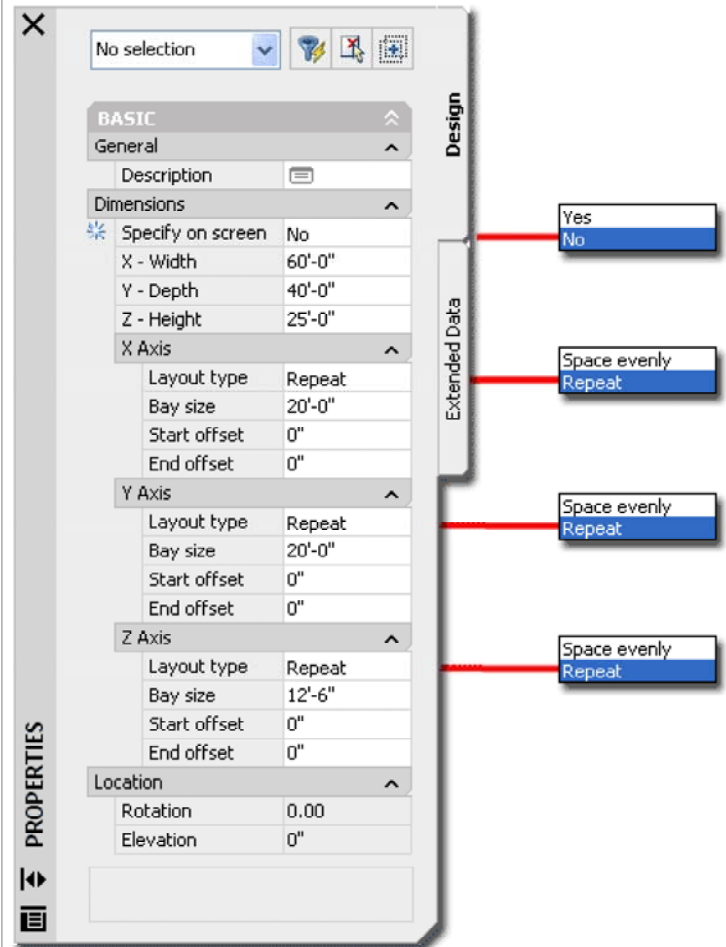 No selection
BASIC
General
Description
Dimensions
Specify on screen No
X - Width 60'-0"
Y - Depth 40'-0"
Z - Height 25'-0"
X Axis
Layout type Repeat
Bay size 20'-0"
Start offset 0"
End offset 0"
Y Axis
Layout type Repeat
Bay size 20'-0"
Start offset 0"
End offset 0"
Z Axis
Layout type Repeat
Bay size 12'-6"
Start offset 0"
End offset 0"
Location
Rotation 0.00
Elevation 0"
PROPERTIES
Design
Extended Data
Yes
No
Space evenly
Repeat
Space evenly
Repeat
Space evenly
Repeat